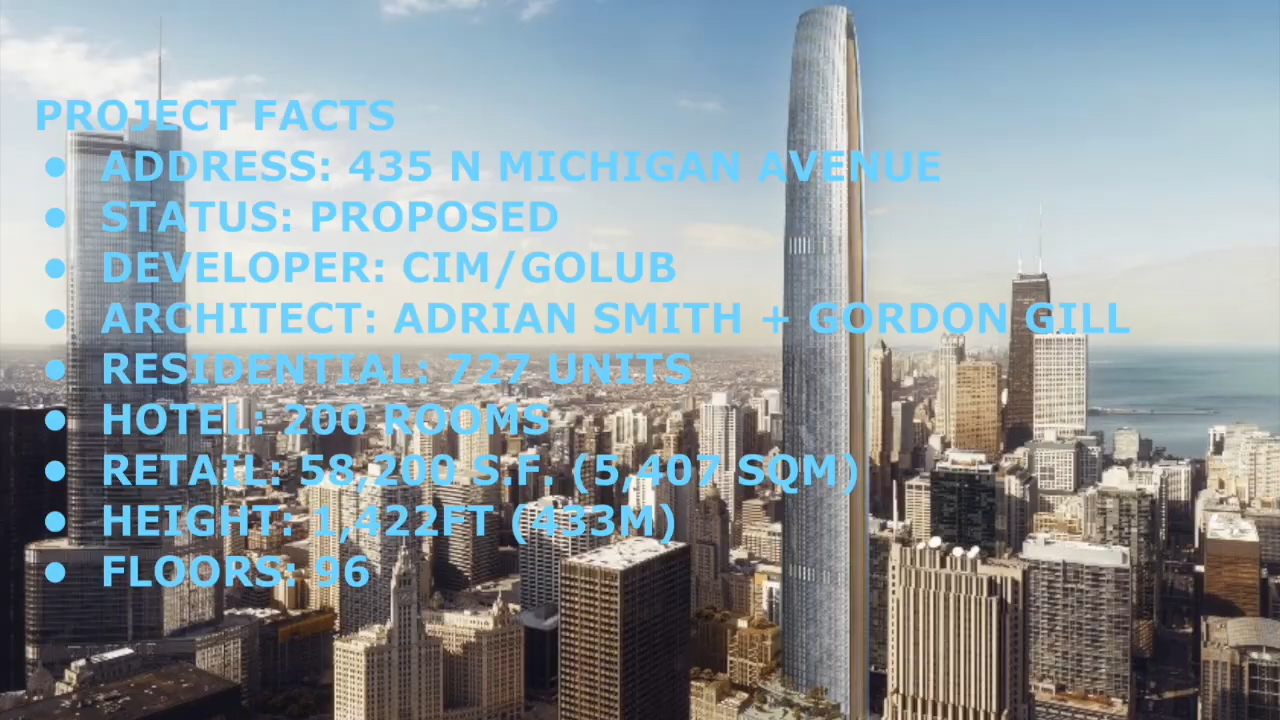 PROJECT FACTS
● ADDRESS: 435 N MICHIGAN AVENUE
● STATUS: PROPOSED
● DEVELOPER: CIM/GOLUB
● ARCHITECT: ADRIAN SMITH + GORDON GILL
● RESIDENTIAL: 727 UNITS
● HOTEL: 200 ROOMS
● RETAIL: 58,200 S.F. (5,407 SQM)
● HEIGHT: 1,422FT (433M)
● FLOORS: 96